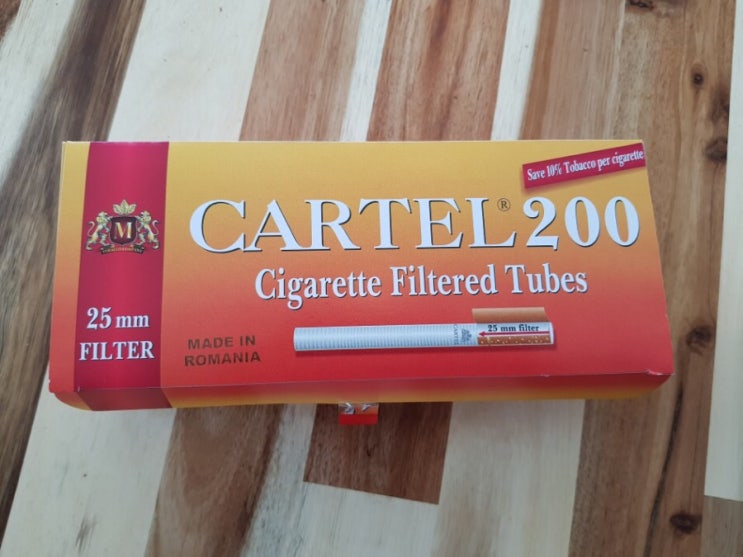 Save 10% Tobacco per cigarette
CARTEL® 200
Cigarette Filtered Tubes
M
25 mm
FILTER
MADE IN
ROMANIA
25 mm filter